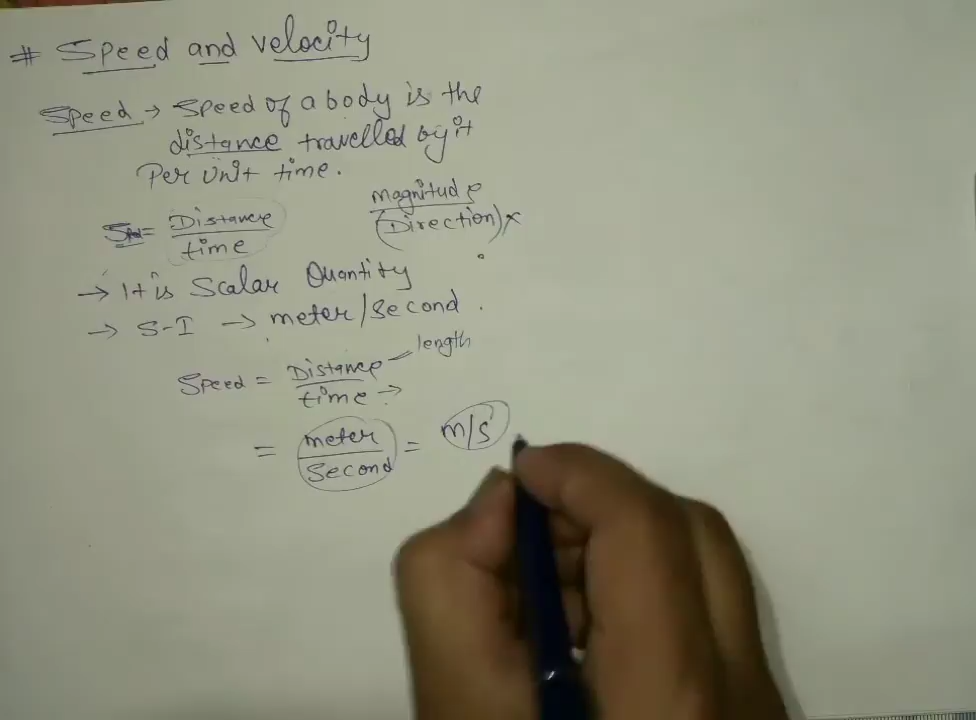 # Speed and velocity
Speed → Speed of a body is the
distance travelled by it
Per Unit time.
Magnitude
(Direction) ×
= Distance
time
→ It is Scalar Quantity
→ S-I → meter/Second.
Speed = Distance – length
time →
= meter = m/s
Second